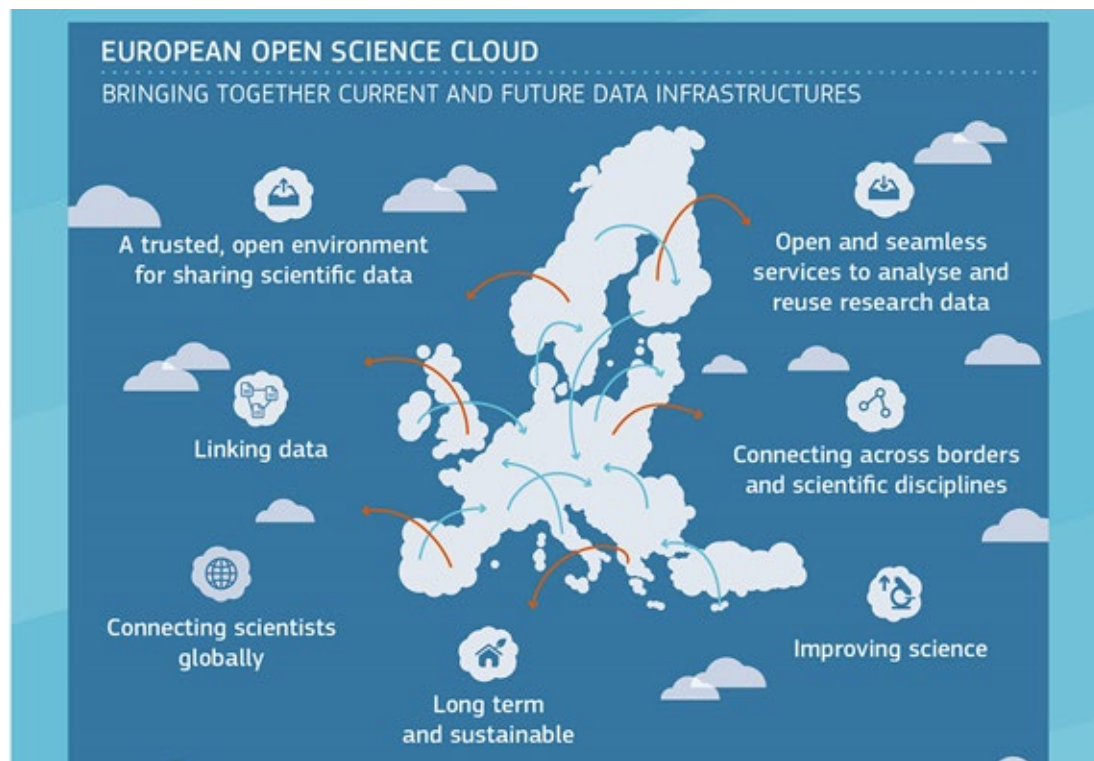 EUROPEAN OPEN SCIENCE CLOUD
BRINGING TOGETHER CURRENT AND FUTURE DATA INFRASTRUCTURES
A trusted, open environment
for sharing scientific data
Open and seamless
services to analyse and
reuse research data
Linking data
Connecting across borders
and scientific disciplines
Connecting scientists
globally
Improving science
Long term
and sustainable